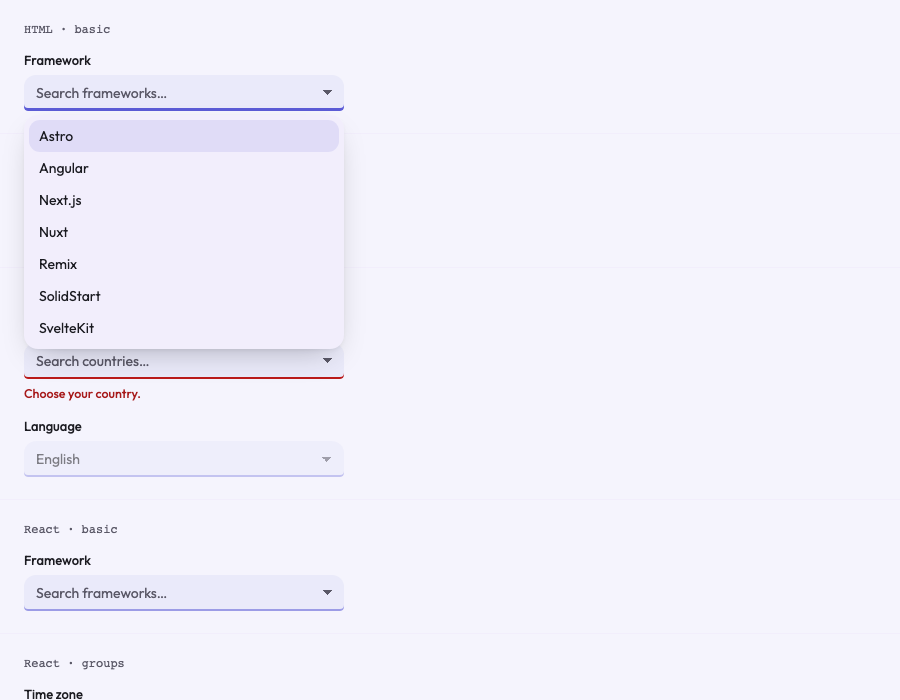 HTML • basic
Framework
Search frameworks…
Astro
Angular
Next.js
Nuxt
Remix
SolidStart
SvelteKit
Search countries…
Choose your country.
Language
English
React • basic
Framework
Search frameworks…
React • groups
Time zone